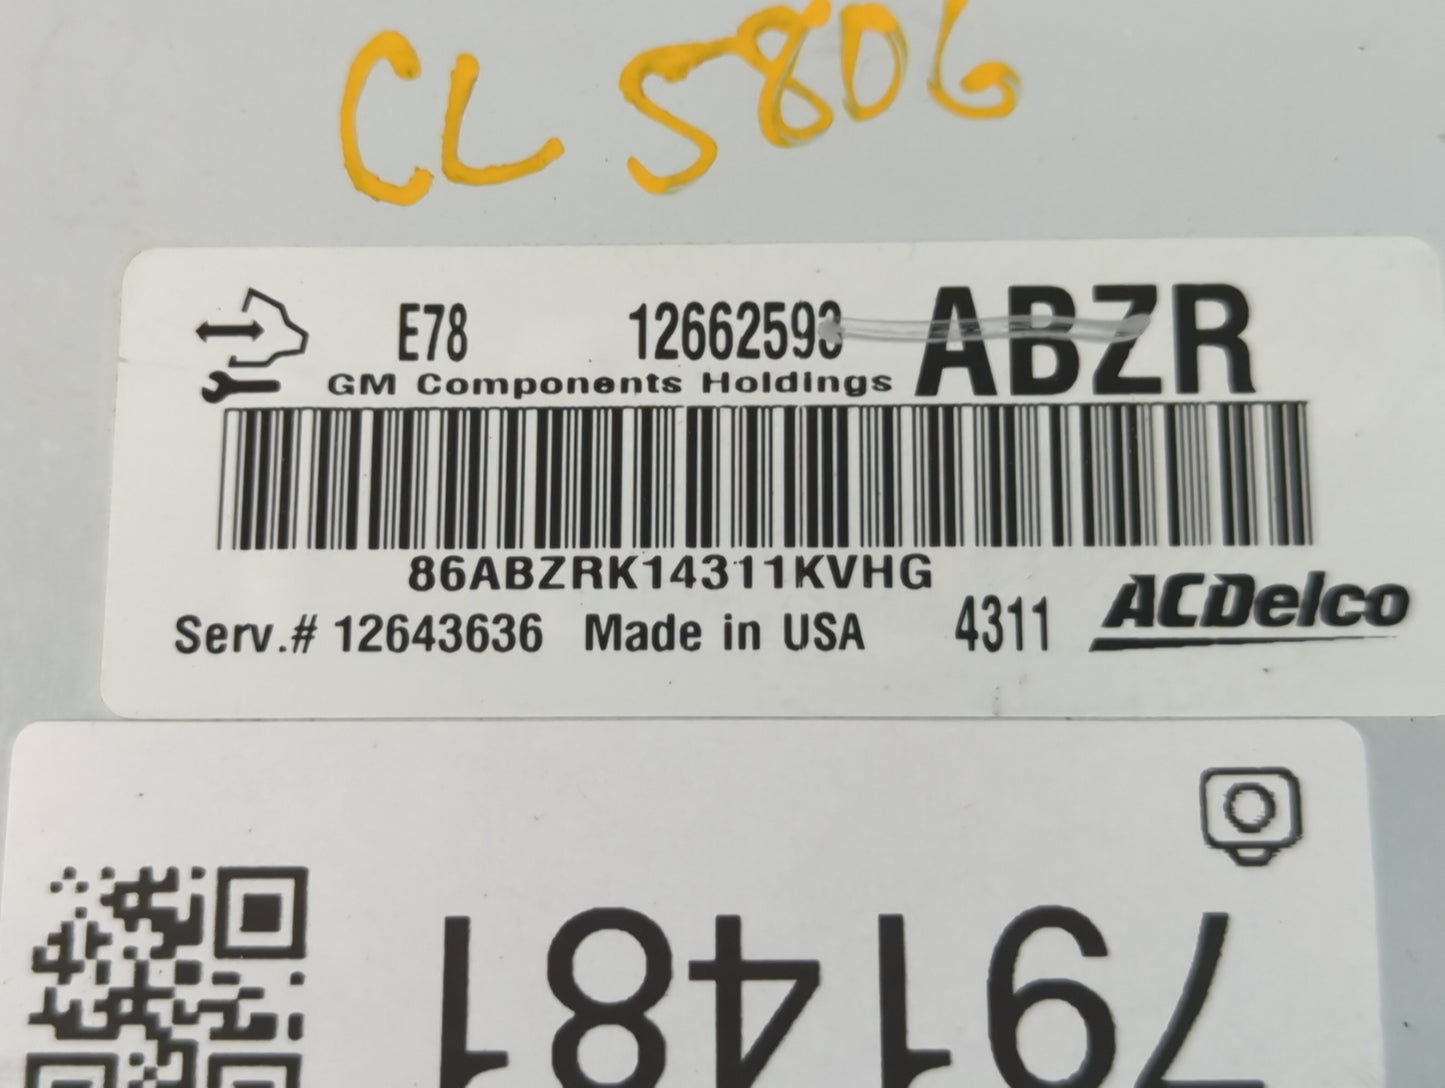 CL 5806
E78 12662593 ABZR
GM Components Holdings
86ABZRK14311KVHG
Serv.# 12643636 Made in USA 4311 ACDelco
791481